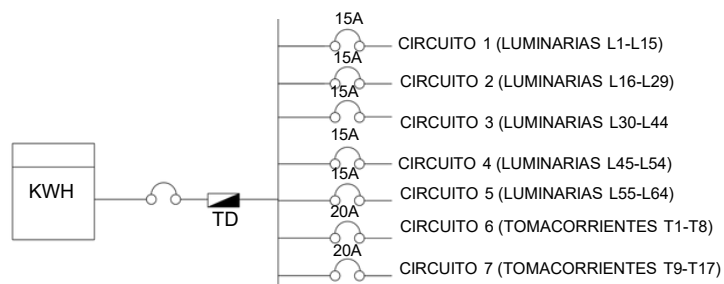 15A
CIRCUITO 1 (LUMINARIAS L1-L15)
15A
CIRCUITO 2 (LUMINARIAS L16-L29)
15A
CIRCUITO 3 (LUMINARIAS L30-L44
15A
CIRCUITO 4 (LUMINARIAS L45-L54)
15A
KWH
CIRCUITO 5 (LUMINARIAS L55-L64)
20A
TD
CIRCUITO 6 (TOMACORRIENTES T1-T8)
20A
CIRCUITO 7 (TOMACORRIENTES T9-T17)